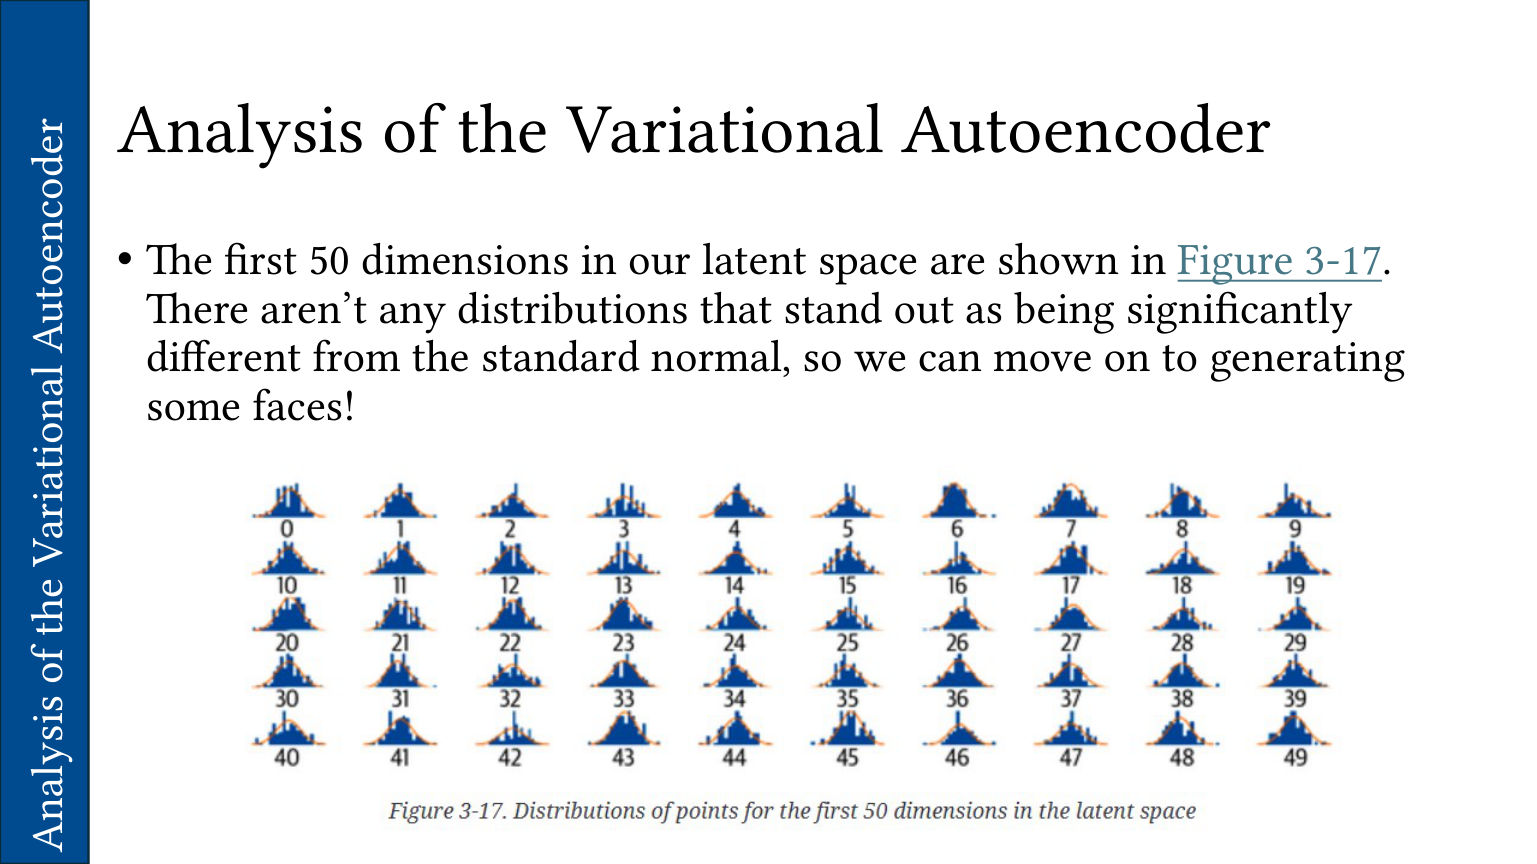 Analysis of the Variational Autoencoder
Analysis of the Variational Autoencoder
• The first 50 dimensions in our latent space are shown in Figure 3-17.
There aren’t any distributions that stand out as being significantly
different from the standard normal, so we can move on to generating
some faces!
0 1 2 3 4 5 6 7 8 9
10 11 12 13 14 15 16 17 18 19
20 21 22 23 24 25 26 27 28 29
30 31 32 33 34 35 36 37 38 39
40 41 42 43 44 45 46 47 48 49
Figure 3-17. Distributions of points for the first 50 dimensions in the latent space